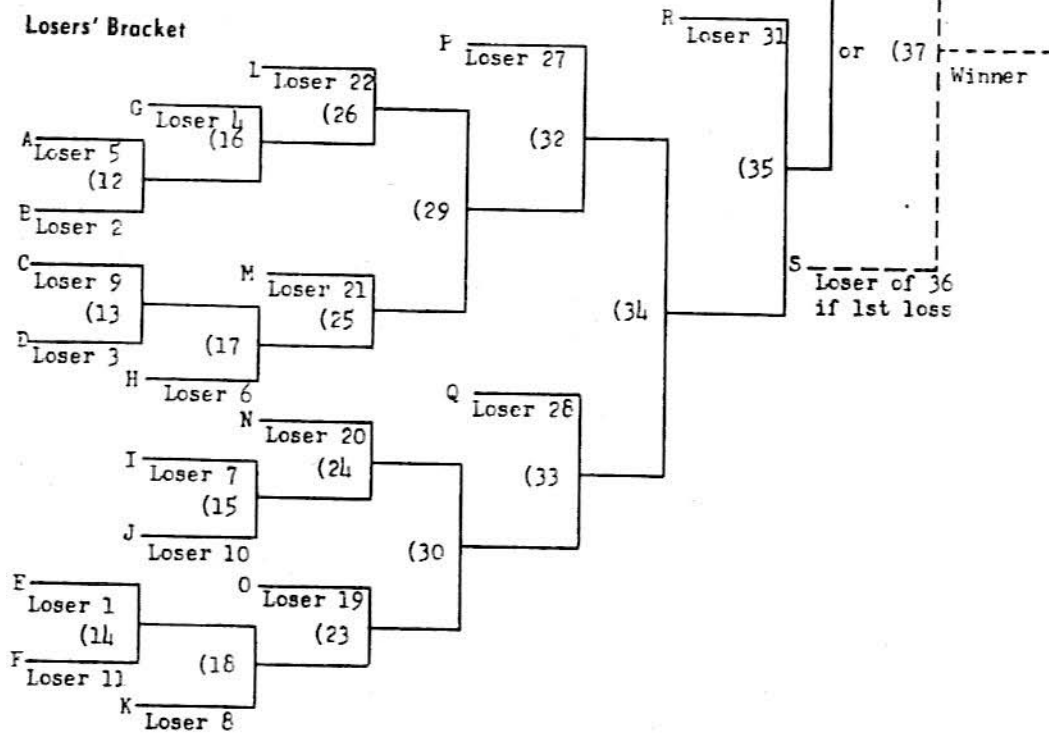 Losers' Bracket
R
Loser 31
P
Loser 27
or (37
Winner
L
Loser 22
G
Loser 4
(26
(16
(32
A
Loser 5
(12
(35
B
Loser 2
(29
C
Loser 9
M
Loser 21
S
Loser of 36
if 1st loss
(13
(25
(34
D
Loser 3
(17
H
Loser 6
Q
Loser 28
N
Loser 20
I
Loser 7
(24
(33
(15
J
Loser 10
(30
E
Loser 1
O
Loser 19
(14
(23
F
Loser 11
(18
K
Loser 8